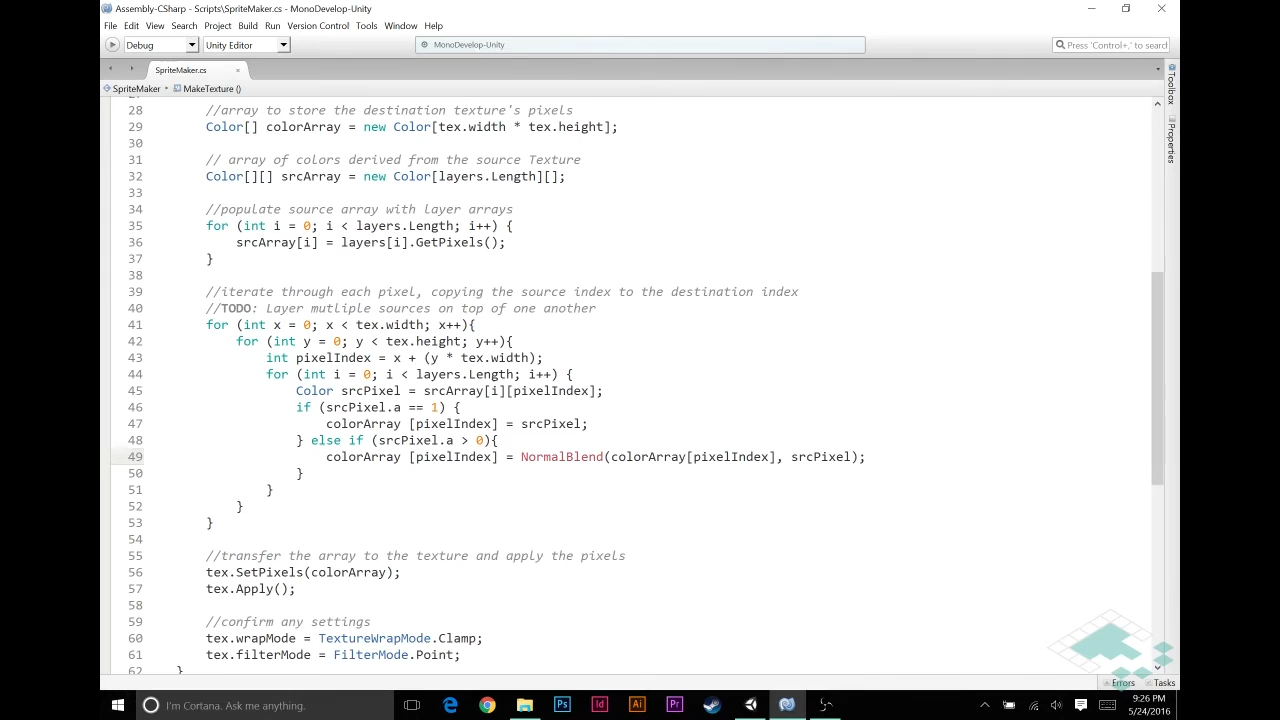 Assembly-CSharp - Scripts\SpriteMaker.cs - MonoDevelop-Unity
File Edit View Search Project Build Run Version Control Tools Window Help
Debug Unity Editor MonoDevelop-Unity Press 'Control+,' to search
SpriteMaker.cs
SpriteMaker MakeTexture ()
Toolbox
Properties
28 //array to store the destination texture's pixels
29 Color[] colorArray = new Color[tex.width * tex.height];
30
31 // array of colors derived from the source Texture
32 Color[][] srcArray = new Color[layers.Length][];
33
34 //populate source array with layer arrays
35 for (int i = 0; i < layers.Length; i++) {
36 srcArray[i] = layers[i].GetPixels();
37 }
38
39 //iterate through each pixel, copying the source index to the destination index
40 //TODO: Layer mutliple sources on top of one another
41 for (int x = 0; x < tex.width; x++){
42 for (int y = 0; y < tex.height; y++){
43 int pixelIndex = x + (y * tex.width);
44 for (int i = 0; i < layers.Length; i++) {
45 Color srcPixel = srcArray[i][pixelIndex];
46 if (srcPixel.a == 1) {
47 colorArray [pixelIndex] = srcPixel;
48 } else if (srcPixel.a > 0){
49 colorArray [pixelIndex] = NormalBlend(colorArray[pixelIndex], srcPixel);
50 }
51 }
52 }
53 }
54
55 //transfer the array to the texture and apply the pixels
56 tex.SetPixels(colorArray);
57 tex.Apply();
58
59 //confirm any settings
60 tex.wrapMode = TextureWrapMode.Clamp;
61 tex.filterMode = FilterMode.Point;
62 }
Errors Tasks
I'm Cortana. Ask me anything.
Ps Id Ai Pr
9:26 PM
5/24/2016